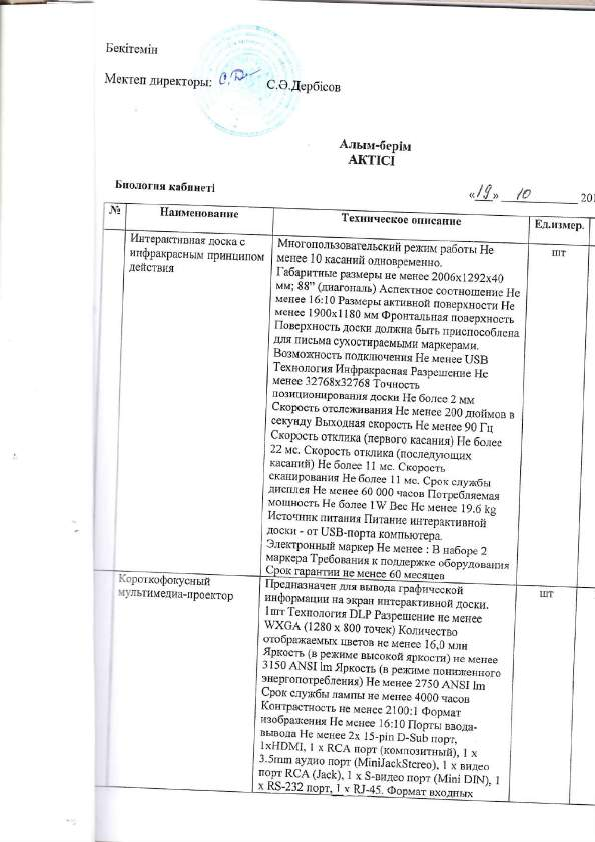 Бекітемін
Мектеп директоры: С.Ә.Дербісов
Алым-берім
АКТІСІ
Биология кабинеті
«19» 10 201
№ Наименование Техническое описание Ед.измер.
Интерактивная доска с
инфракрасным принципом
действия
Многопользовательский режим работы Не
менее 10 касаний одновременно.
Габаритные размеры не менее 2006х1292х40
мм; 88” (диагональ) Аспектное соотношение Не
менее 16:10 Размеры активной поверхности Не
менее 1900х1180 мм Фронтальная поверхность
Поверхность доски должна быть приспособлена
для письма сухостираемыми маркерами.
Возможность подключения Не менее USB
Технология Инфракрасная Разрешение Не
менее 32768х32768 Точность
позиционирования доски Не более 2 мм
Скорость отслеживания Не менее 200 дюймов в
секунду Выходная скорость Не менее 90 Гц
Скорость отклика (первого касания) Не более
22 мс. Скорость отклика (последующих
касаний) Не более 11 мс. Скорость
сканирования Не более 11 мс. Срок службы
дисплея Не менее 60 000 часов Потребляемая
мощность Не более 1W Вес Не менее 19.6 kg
Источник питания Питание интерактивной
доски - от USB-порта компьютера.
Электронный маркер Не менее : В наборе 2
маркера Требования к поддержке оборудования
Срок гарантии не менее 60 месяцев
шт
Короткофокусный
мультимедиа-проектор
Предназначен для вывода графической
информации на экран интерактивной доски.
1шт Технология DLP Разрешение не менее
WXGA (1280 x 800 точек) Количество
отображаемых цветов не менее 16,0 млн
Яркость (в режиме высокой яркости) не менее
3150 ANSI lm Яркость (в режиме пониженного
энергопотребления) Не менее 2750 ANSI lm
Срок службы лампы не менее 4000 часов
Контрастность не менее 2100:1 Формат
изображения Не менее 16:10 Порты ввода-
вывода Не менее 2x 15-pin D-Sub порт,
1xHDMI, 1 x RCA порт (композитный), 1 x
3.5mm аудио порт (MiniJackStereo), 1 x видео
порт RCA (Jack), 1 x S-видео порт (Mini DIN), 1
x RS-232 порт, 1 x RJ-45. Формат входных
шт